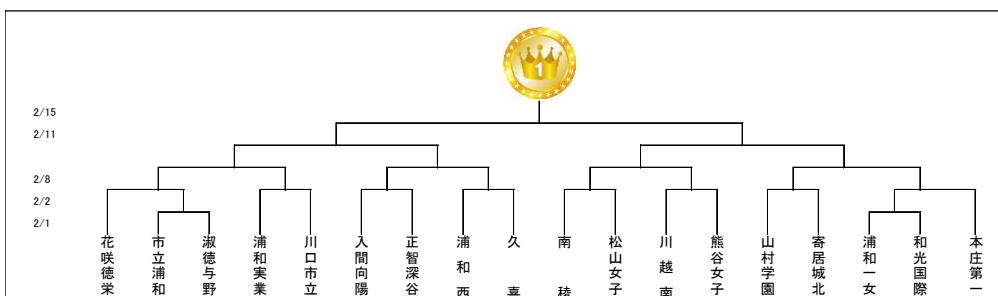 1
2/15
2/11
2/8
2/2
2/1
花咲徳栄
市立浦和
淑徳与野
浦和実業
川口市立
入間向陽
正智深谷
浦和西
久喜
南稜
松山女子
川越南
熊谷女子
山村学園
寄居城北
浦和一女
和光国際
本庄第一